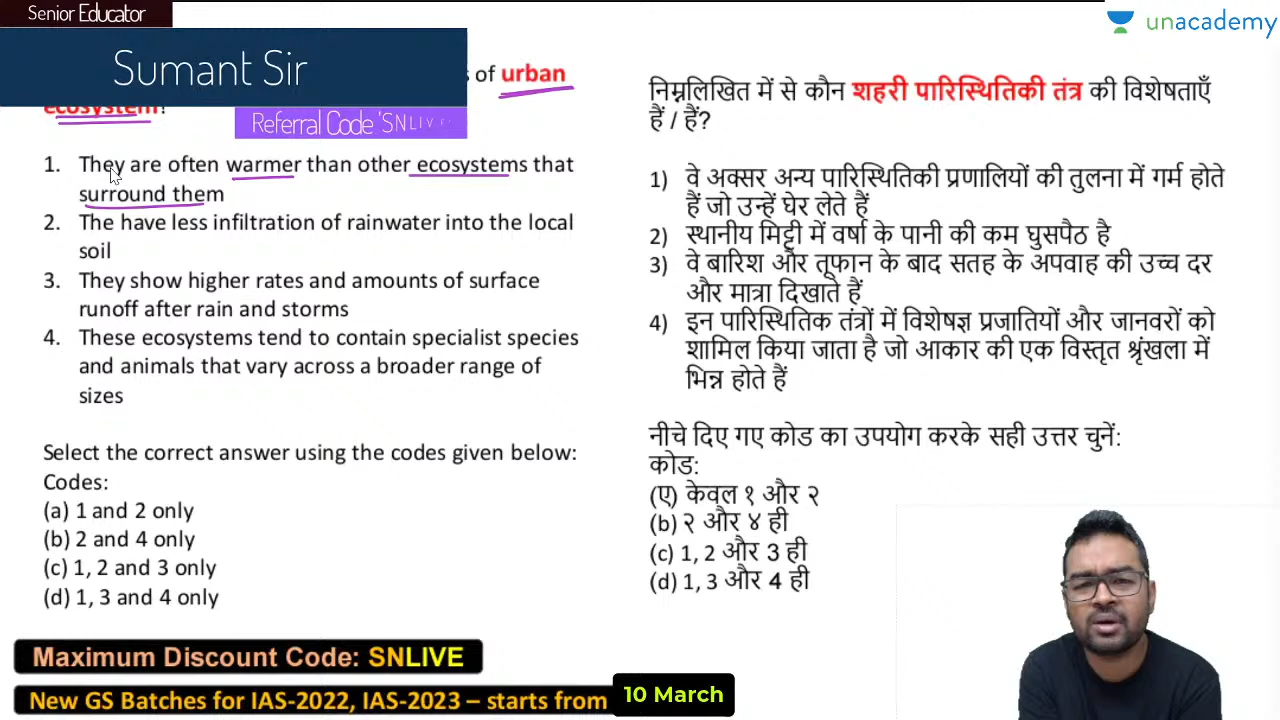 Senior Educator
unacademy
Sumant Sir
s of urban
ecosystem?
Referral Code 'SNLIVE
1. They are often warmer than other ecosystems that
surround them
2. The have less infiltration of rainwater into the local
soil
3. They show higher rates and amounts of surface
runoff after rain and storms
4. These ecosystems tend to contain specialist species
and animals that vary across a broader range of
sizes
Select the correct answer using the codes given below:
Codes:
(a) 1 and 2 only
(b) 2 and 4 only
(c) 1, 2 and 3 only
(d) 1, 3 and 4 only
निम्नलिखित में से कौन शहरी पारिस्थितिकी तंत्र की विशेषताएँ
हैं / हैं?
1) वे अक्सर अन्य पारिस्थितिकी प्रणालियों की तुलना में गर्म होते
हैं जो उन्हें घेर लेते हैं
2) स्थानीय मिट्टी में वर्षा के पानी की कम घुसपैठ है
3) वे बारिश और तूफान के बाद सतह के अपवाह की उच्च दर
और मात्रा दिखाते हैं
4) इन पारिस्थितिक तंत्रों में विशेषज्ञ प्रजातियों और जानवरों को
शामिल किया जाता है जो आकार की एक विस्तृत श्रृंखला में
भिन्न होते हैं
नीचे दिए गए कोड का उपयोग करके सही उत्तर चुनें:
कोड:
(ए) केवल १ और २
(b) २ और ४ ही
(c) 1, 2 और 3 ही
(d) 1, 3 और 4 ही
Maximum Discount Code: SNLIVE
New GS Batches for IAS-2022, IAS-2023 – starts from 10 March